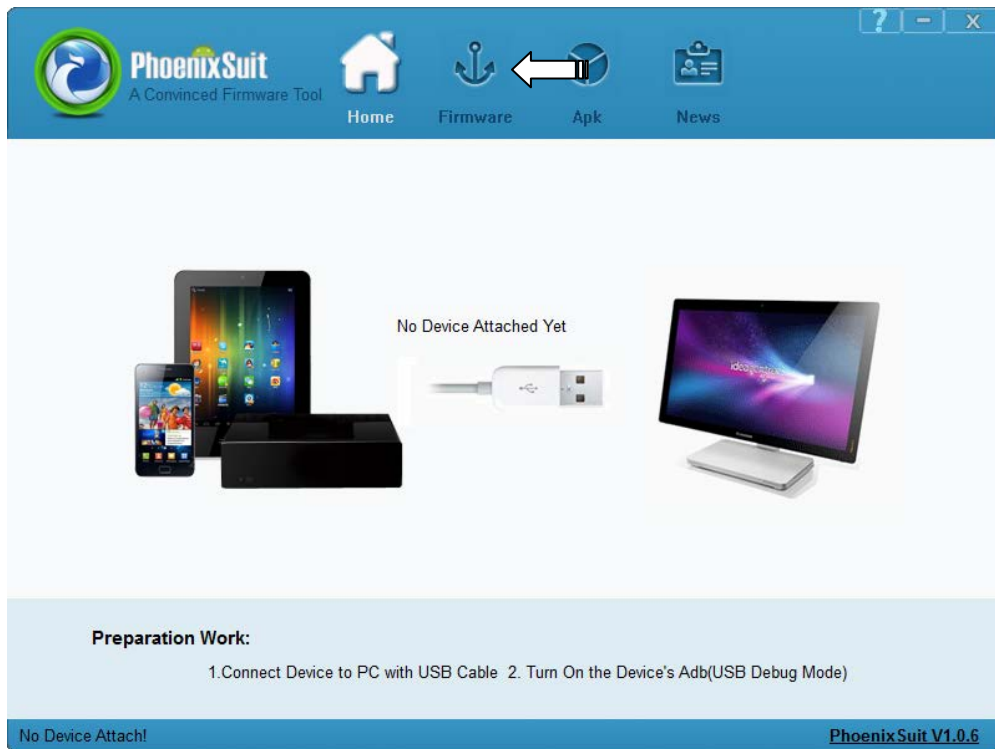 ? - X
PhoenixSuit
A Convinced Firmware Tool
Home Firmware Apk News
No Device Attached Yet
Preparation Work:
1.Connect Device to PC with USB Cable 2. Turn On the Device's Adb(USB Debug Mode)
No Device Attach!
PhoenixSuit V1.0.6